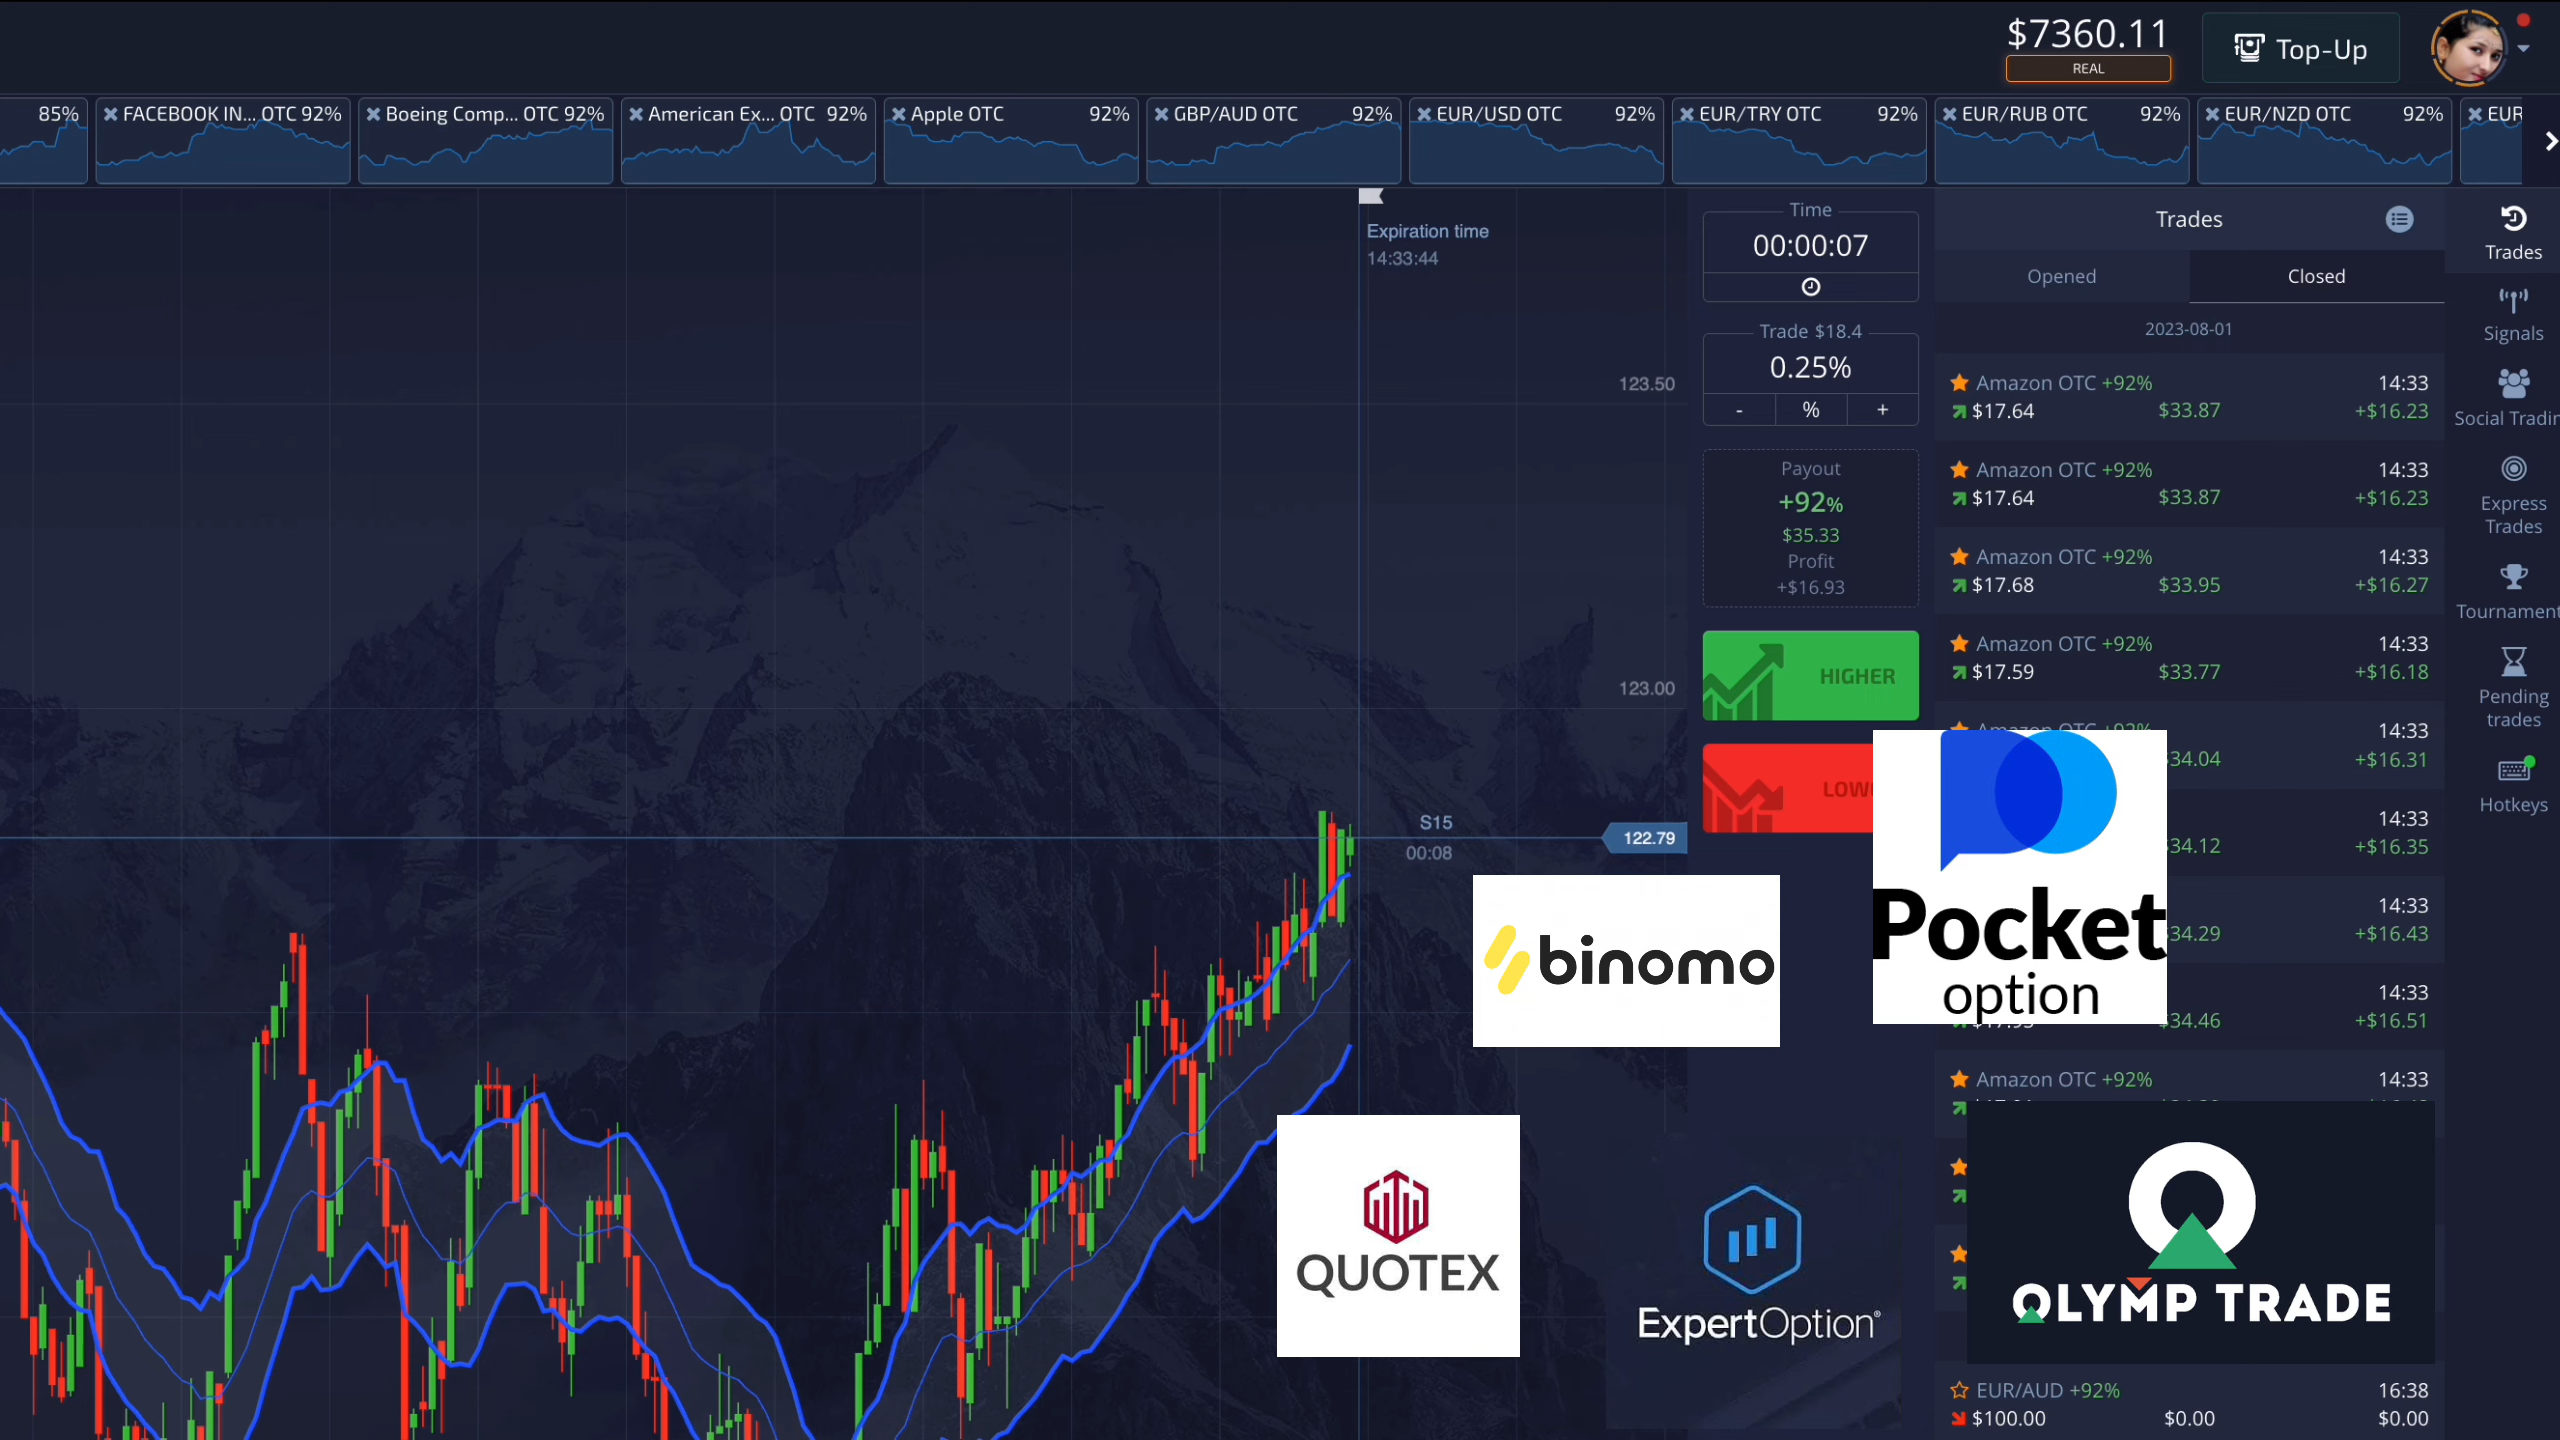 $7360.11
REAL
Top-Up
85%
FACEBOOK IN... OTC 92%
Boeing Comp... OTC 92%
American Ex... OTC 92%
Apple OTC 92%
GBP/AUD OTC 92%
EUR/USD OTC 92%
EUR/TRY OTC 92%
EUR/RUB OTC 92%
EUR/NZD OTC 92%
EUR
Expiration time
14:33:44
123.50
123.00
S15
00:08
122.79
Time
00:00:07
Trade $18.4
0.25%
- % +
Payout
+92%
$35.33
Profit
+$16.93
HIGHER
LOW
Trades
Opened Closed
2023-08-01
Amazon OTC +92% 14:33
$17.64 $33.87 +$16.23
Amazon OTC +92% 14:33
$17.64 $33.87 +$16.23
Amazon OTC +92% 14:33
$17.68 $33.95 +$16.27
Amazon OTC +92% 14:33
$17.59 $33.77 +$16.18
Amazon OTC +92% 14:33
34.04 +$16.31
14:33
34.12 +$16.35
14:33
34.29 +$16.43
14:33
34.46 +$16.51
Amazon OTC +92% 14:33
EUR/AUD +92% 16:38
$100.00 $0.00 $0.00
Trades
Signals
Social Tradin
Express
Trades
Tournament
Pending
trades
Hotkeys
binomo
Pocket
option
QUOTEX
ExpertOption®
OLYMP TRADE